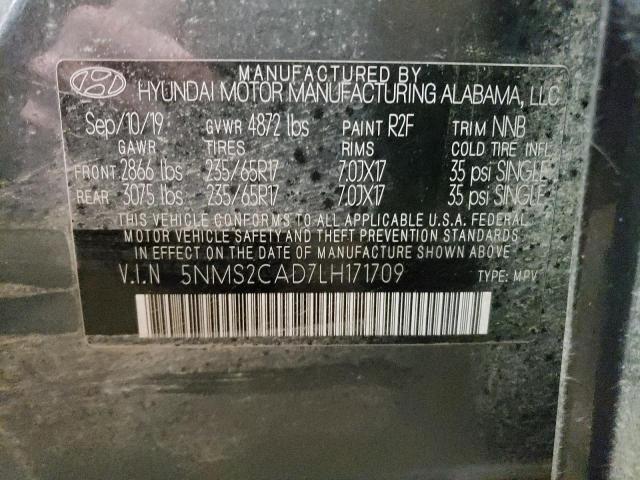 MANUFACTURED BY
HYUNDAI MOTOR MANUFACTURING ALABAMA, LLC
Sep/10/19 GVWR 4872 lbs PAINT R2F TRIM NNB
GAWR TIRES RIMS COLD TIRE INFL.
FRONT 2866 lbs 235/65R17 7.0JX17 35 psi SINGLE
REAR 3075 lbs 235/65R17 7.0JX17 35 psi SINGLE
THIS VEHICLE CONFORMS TO ALL APPLICABLE U.S.A. FEDERAL
MOTOR VEHICLE SAFETY AND THEFT PREVENTION STANDARDS
IN EFFECT ON THE DATE OF MANUFACTURE SHOWN ABOVE.
V.I.N 5NMS2CAD7LH171709 TYPE: MPV